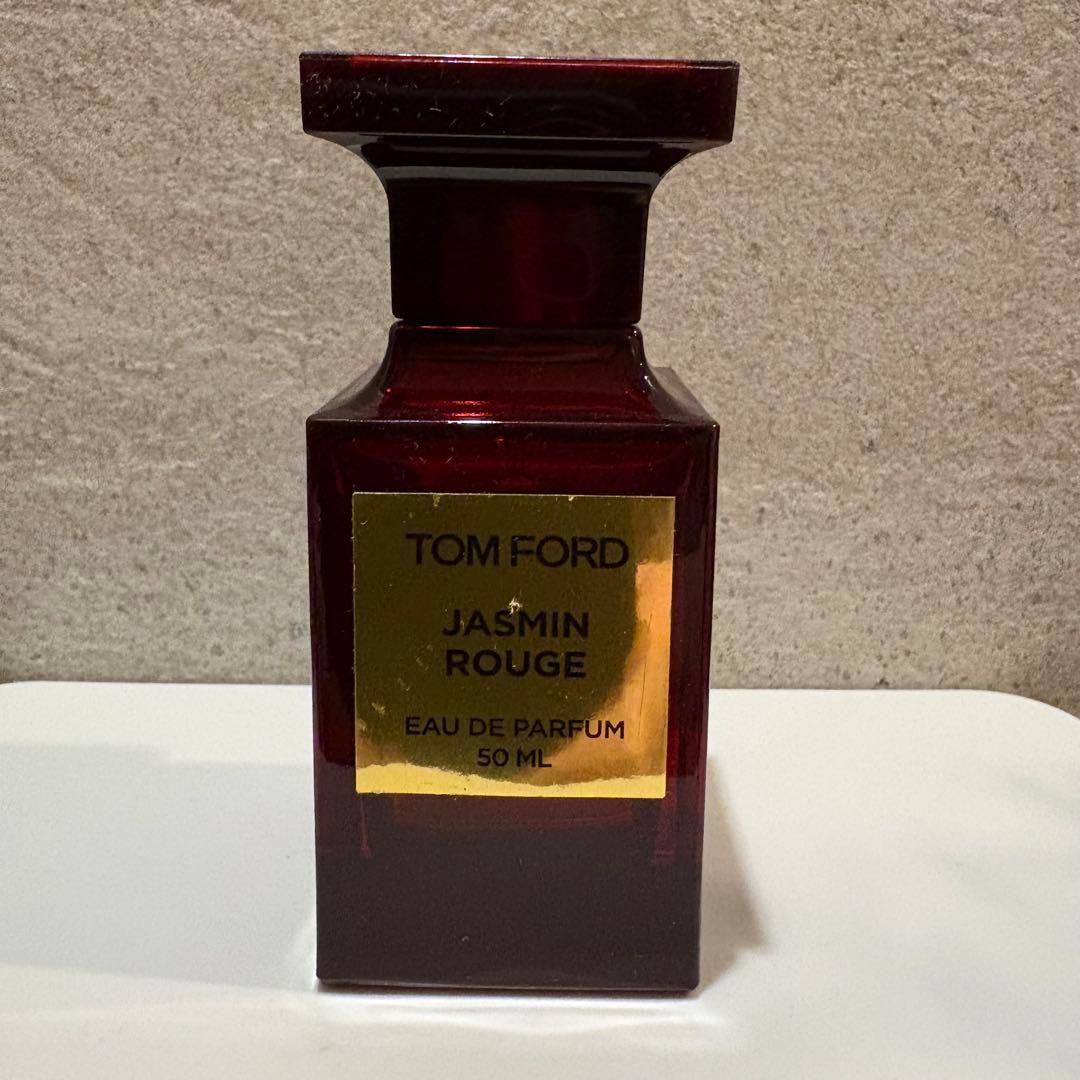 TOM FORD
JASMIN
ROUGE
EAU DE PARFUM
50 ML